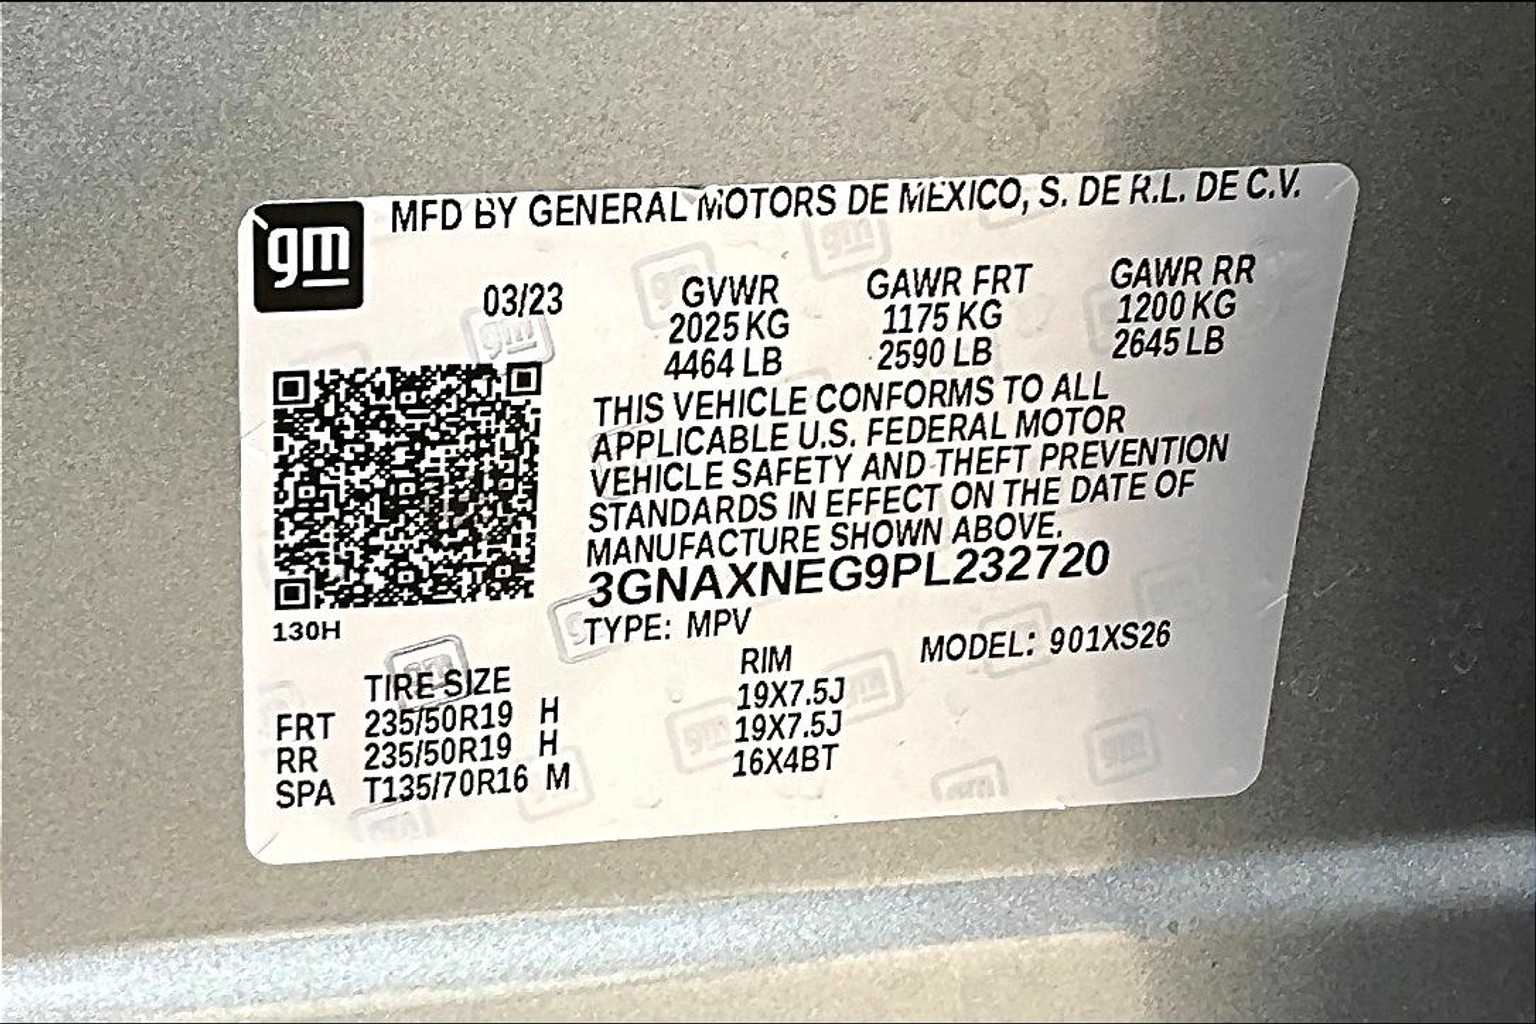 gm
MFD BY GENERAL MOTORS DE MEXICO, S. DE R.L. DE C.V.
03/23 GVWR GAWR FRT GAWR RR
2025 KG 1175 KG 1200 KG
4464 LB 2590 LB 2645 LB
THIS VEHICLE CONFORMS TO ALL
APPLICABLE U.S. FEDERAL MOTOR
VEHICLE SAFETY AND THEFT PREVENTION
STANDARDS IN EFFECT ON THE DATE OF
MANUFACTURE SHOWN ABOVE.
3GNAXNEG9PL232720
130H
TYPE: MPV MODEL: 901XS26
TIRE SIZE RIM
FRT 235/50R19 H 19X7.5J
RR 235/50R19 H 19X7.5J
SPA T135/70R16 M 16X4BT